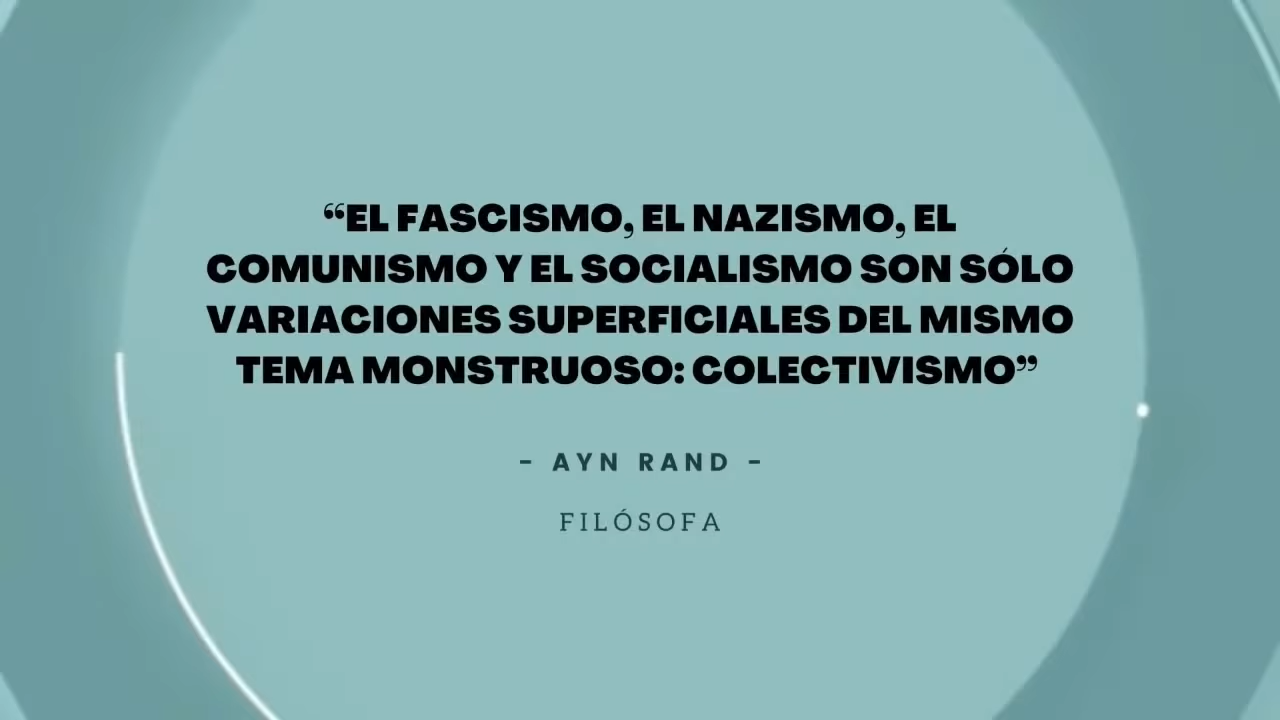 “EL FASCISMO, EL NAZISMO, EL
COMUNISMO Y EL SOCIALISMO SON SÓLO
VARIACIONES SUPERFICIALES DEL MISMO
TEMA MONSTRUOSO: COLECTIVISMO”
- AYN RAND -
FILÓSOFA